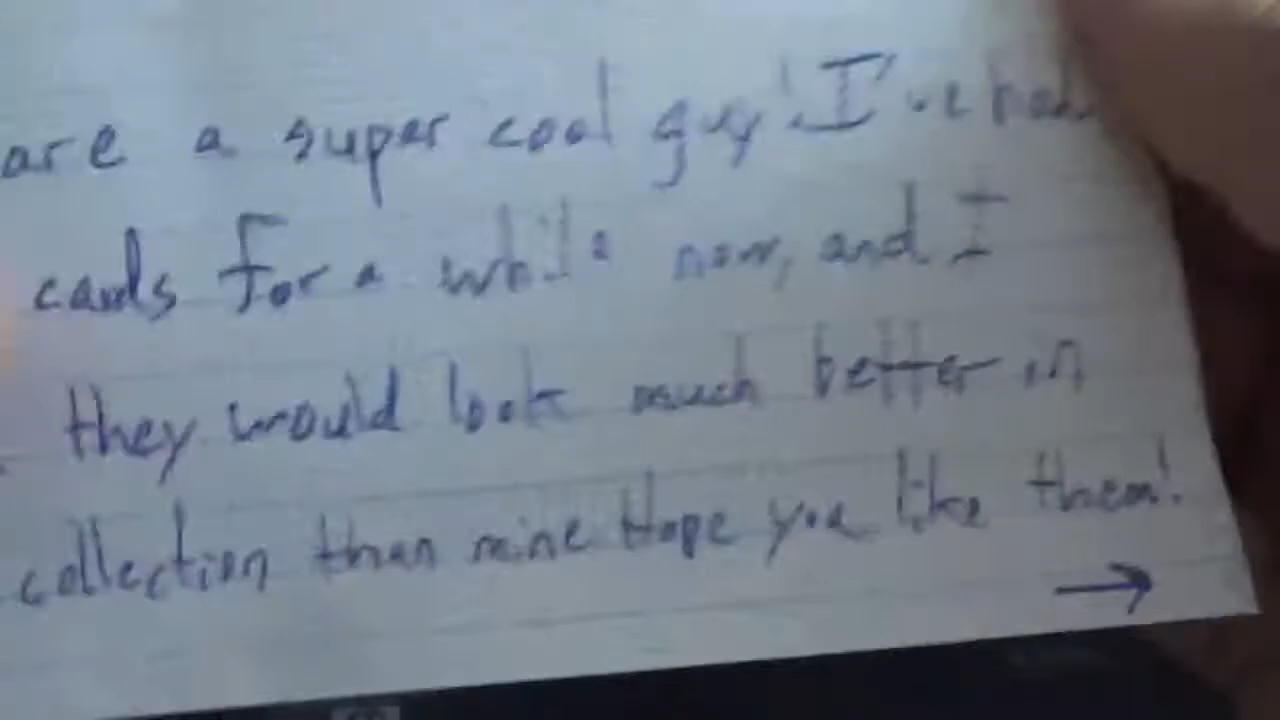 are a super cool guy! I've had
cards for a while now, and I
they would look much better in
collection than mine Hope you like them!
→